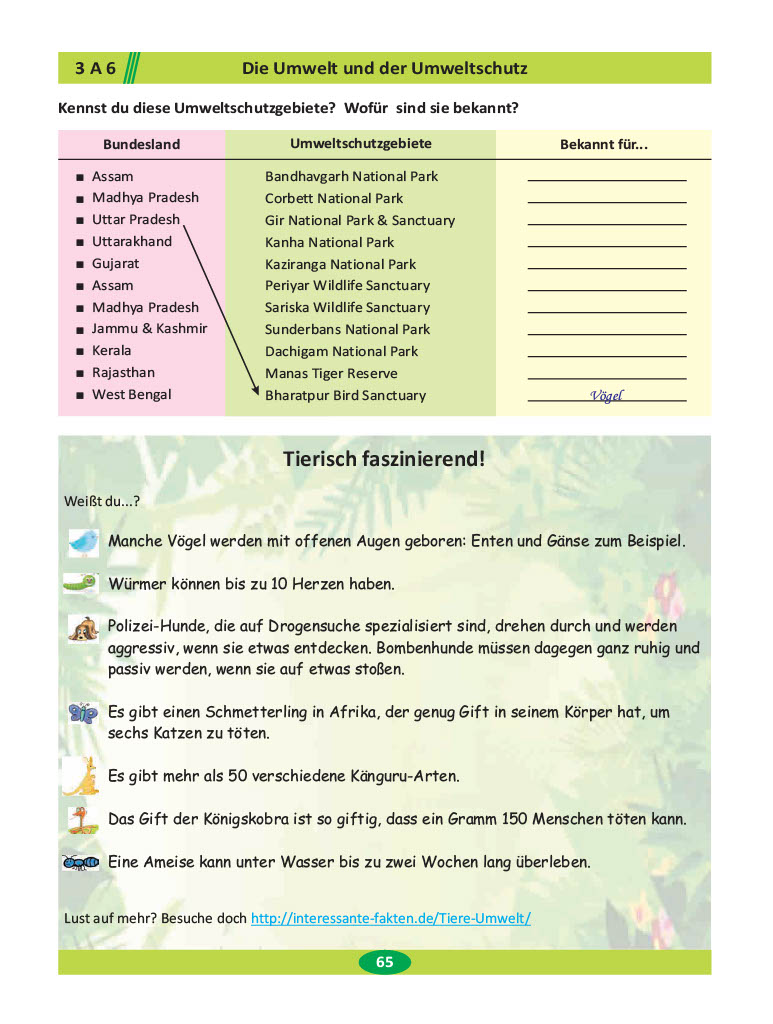 3 A 6
Die Umwelt und der Umweltschutz
Kennst du diese Umweltschutzgebiete? Wofür sind sie bekannt?
Bundesland
Umweltschutzgebiete
Bekannt für...
Assam
Bandhavgarh National Park
Madhya Pradesh
Corbett National Park
Uttar Pradesh
Gir National Park & Sanctuary
Uttarakhand
Kanha National Park
Gujarat
Kaziranga National Park
Assam
Periyar Wildlife Sanctuary
Madhya Pradesh
Sariska Wildlife Sanctuary
Jammu & Kashmir
Sunderbans National Park
Kerala
Dachigam National Park
Rajasthan
Manas Tiger Reserve
West Bengal
Bharatpur Bird Sanctuary
Vögel
Tierisch faszinierend!
Weißt du...?
Manche Vögel werden mit offenen Augen geboren: Enten und Gänse zum Beispiel.
Würmer können bis zu 10 Herzen haben.
Polizei-Hunde, die auf Drogensuche spezialisiert sind, drehen durch und werden
aggressiv, wenn sie etwas entdecken. Bombenhunde müssen dagegen ganz ruhig und
passiv werden, wenn sie auf etwas stoßen.
Es gibt einen Schmetterling in Afrika, der genug Gift in seinem Körper hat, um
sechs Katzen zu töten.
Es gibt mehr als 50 verschiedene Känguru-Arten.
Das Gift der Königskobra ist so giftig, dass ein Gramm 150 Menschen töten kann.
Eine Ameise kann unter Wasser bis zu zwei Wochen lang überleben.
Lust auf mehr? Besuche doch http://interessante-fakten.de/Tiere-Umwelt/
65